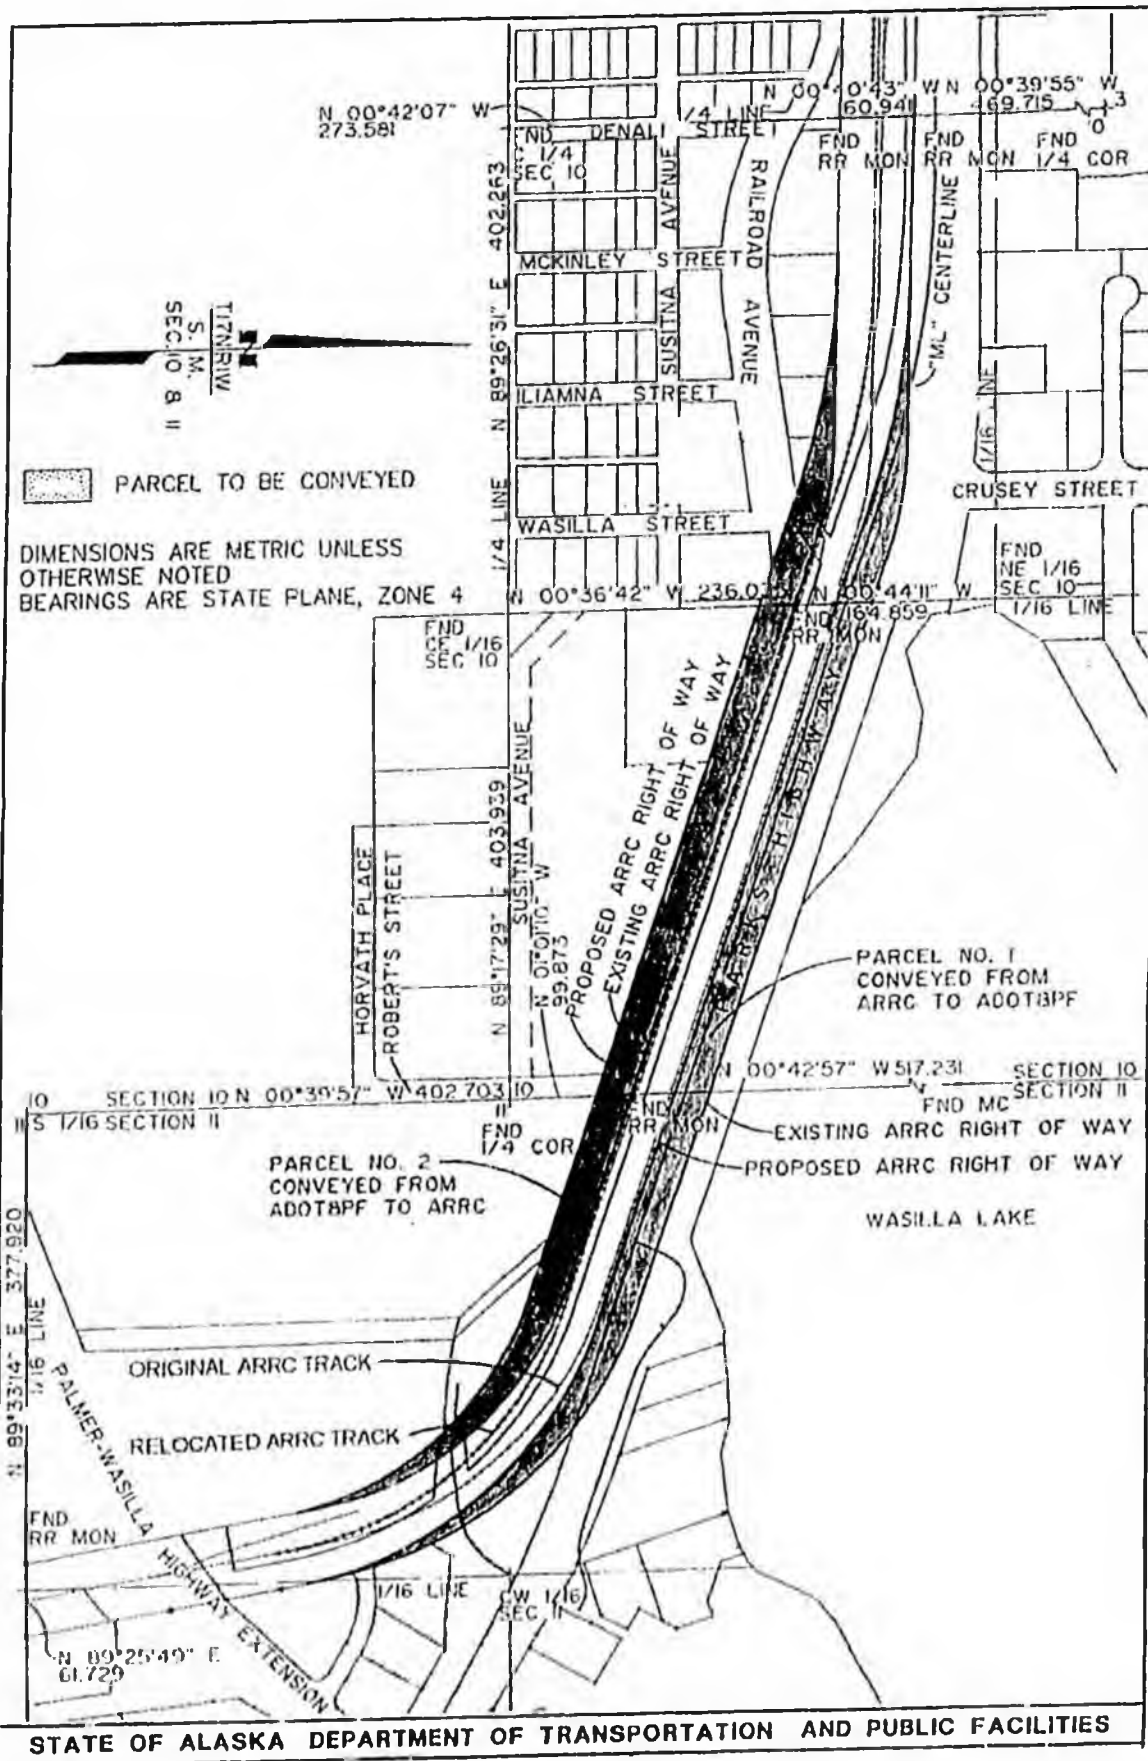 N 00°42'07" W
273.581
N 00°40'43" W
60.941
N 00°39'55" W
469.715
3
10
1/4 LINE
DENALI STREET
FND
1/4
SEC 10
FND
RR MON
FND
RR MON
FND
1/4 COR
402.263
N 89°26'31" E
1/4 LINE
SUSITNA AVENUE
RAILROAD AVENUE
MCKINLEY STREET
"ML" CENTERLINE
T17N R1W
S. M.
SEC. 10 & 11
N
ILIAMNA STREET
1/16 LINE
PARCEL TO BE CONVEYED
CRUSEY STREET
WASILLA STREET
DIMENSIONS ARE METRIC UNLESS
OTHERWISE NOTED
BEARINGS ARE STATE PLANE, ZONE 4
FND
NE 1/16
SEC 10
1/16 LINE
N 00°36'42" W 236.0
N 00°44'11" W
164.859
FND
RR MON
FND
CE 1/16
SEC 10
PROPOSED ARRC RIGHT OF WAY
EXISTING ARRC RIGHT OF WAY
PARKS HIGHWAY
SUSITNA AVENUE
N 89°17'29" E 403.939
HORVATH PLACE
ROBERT'S STREET
N 01°01'10" W
99.873
PARCEL NO. 1
CONVEYED FROM
ARRC TO ADOT&PF
N 00°42'57" W 517.231
SECTION 10
SECTION 11
FND MC
10 SECTION 10 N 00°39'57" W 402.703 10
11 S 1/16 SECTION 11
11
FND
1/4 COR
FND
RR MON
EXISTING ARRC RIGHT OF WAY
PROPOSED ARRC RIGHT OF WAY
PARCEL NO. 2
CONVEYED FROM
ADOT&PF TO ARRC
WASILLA LAKE
N 89°33'14" E 377.920
1/16 LINE
ORIGINAL ARRC TRACK
RELOCATED ARRC TRACK
PALMER-WASILLA
HIGHWAY EXTENSION
FND
RR MON
1/16 LINE
CW 1/16
SEC 11
N 89°25'49" E
61.729
STATE OF ALASKA DEPARTMENT OF TRANSPORTATION AND PUBLIC FACILITIES